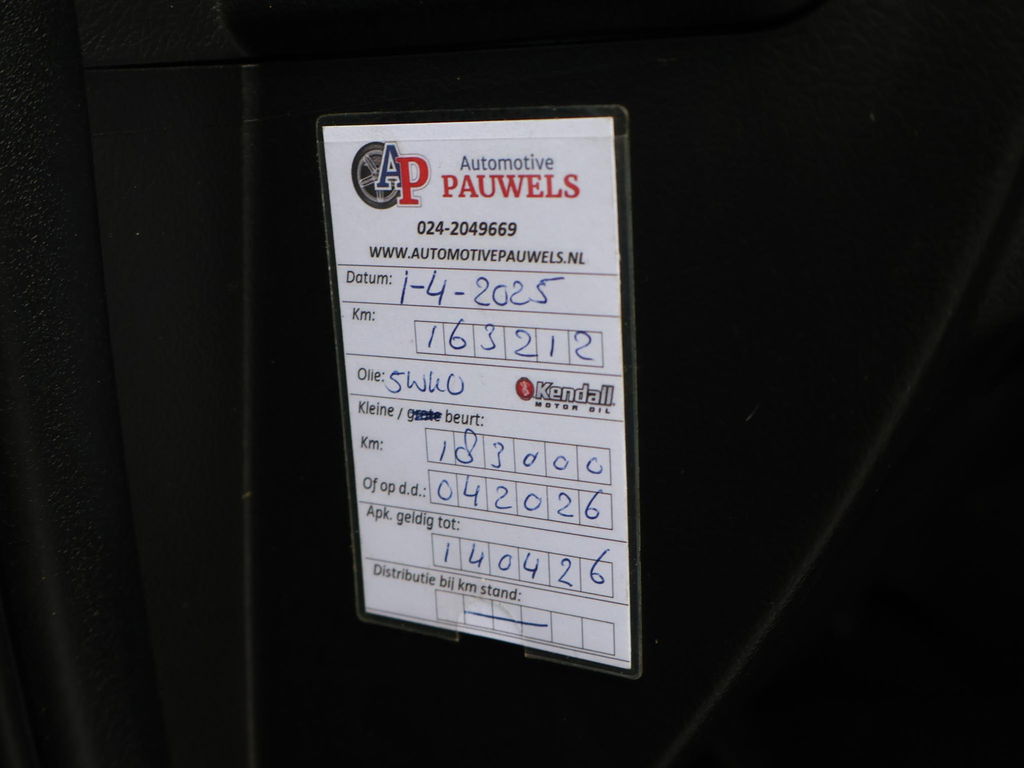 AP Automotive
PAUWELS
024-2049669
WWW.AUTOMOTIVEPAUWELS.NL
Datum: 1-4-2025
Km: 163212
Olie: 5W40
Kendall
MOTOR OIL
Kleine / grote beurt:
Km: 183000
Of op d.d.: 042026
Apk. geldig tot:
140426
Distributie bij km stand:
—